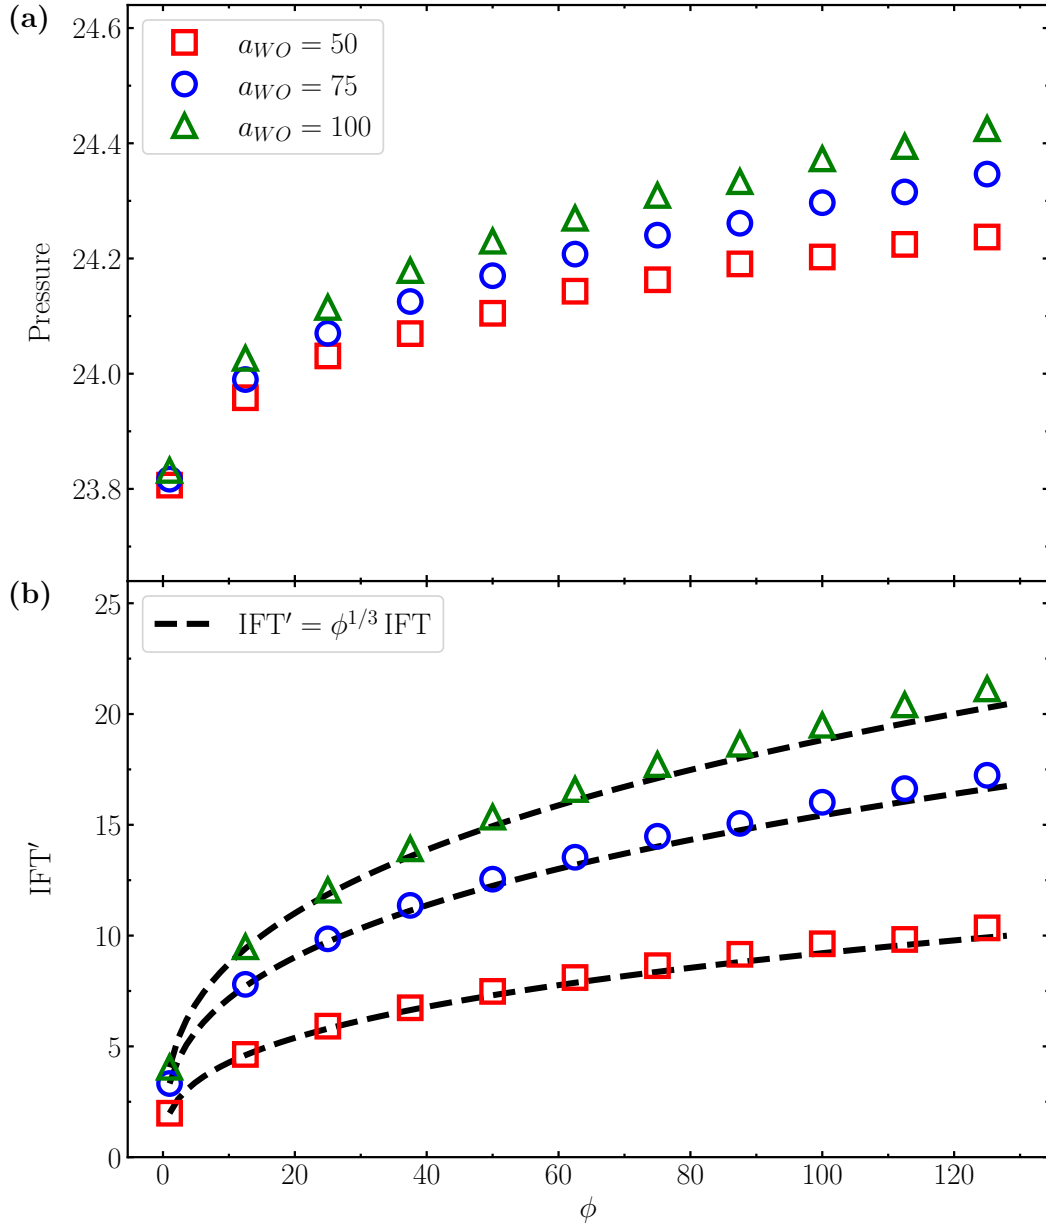 (a)
24.6
24.4
24.2
24.0
23.8
Pressure
a_{WO} = 50
a_{WO} = 75
a_{WO} = 100
(b)
25
20
15
10
5
0
IFT′
IFT′ = ϕ^{1/3} IFT
0 20 40 60 80 100 120
ϕ